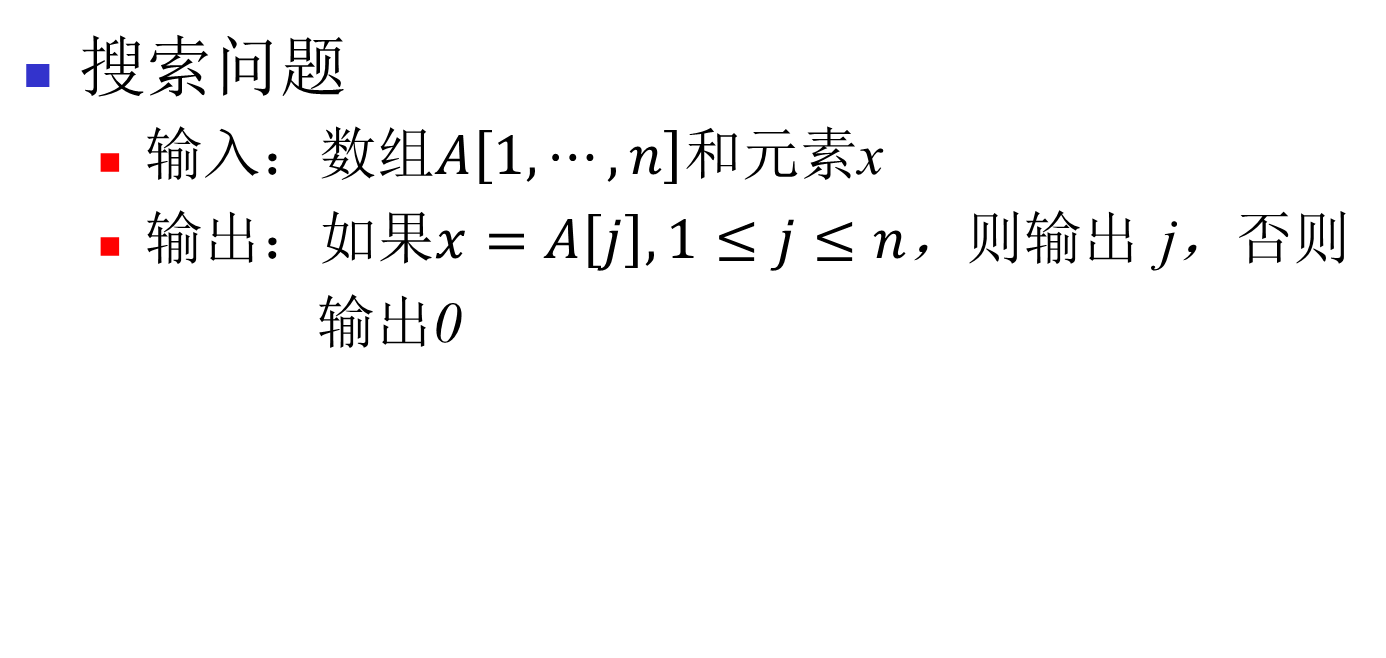 搜索问题
输入：数组A[1,⋯,n]和元素x
输出：如果x = A[j],1 ≤ j ≤ n，则输出 j，否则
输出0